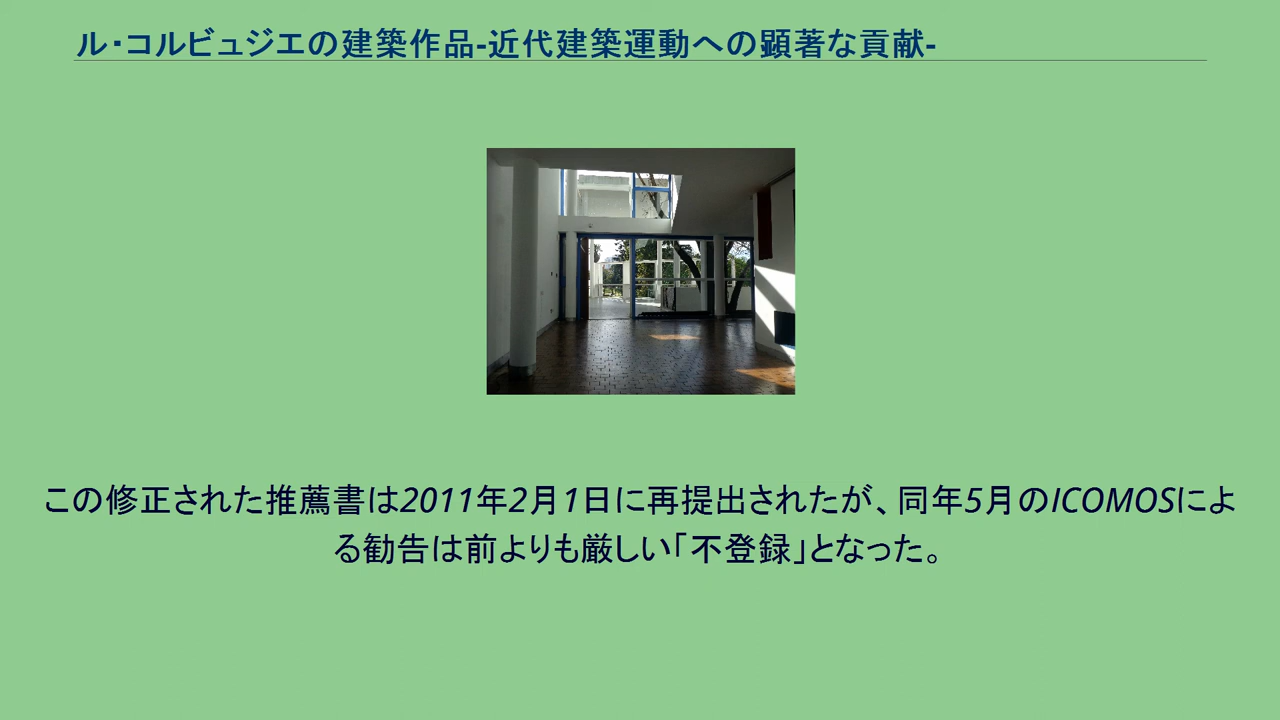 ル・コルビュジエの建築作品-近代建築運動への顕著な貢献-
この修正された推薦書は2011年2月1日に再提出されたが、同年5月のICOMOSによ
る勧告は前よりも厳しい「不登録」となった。